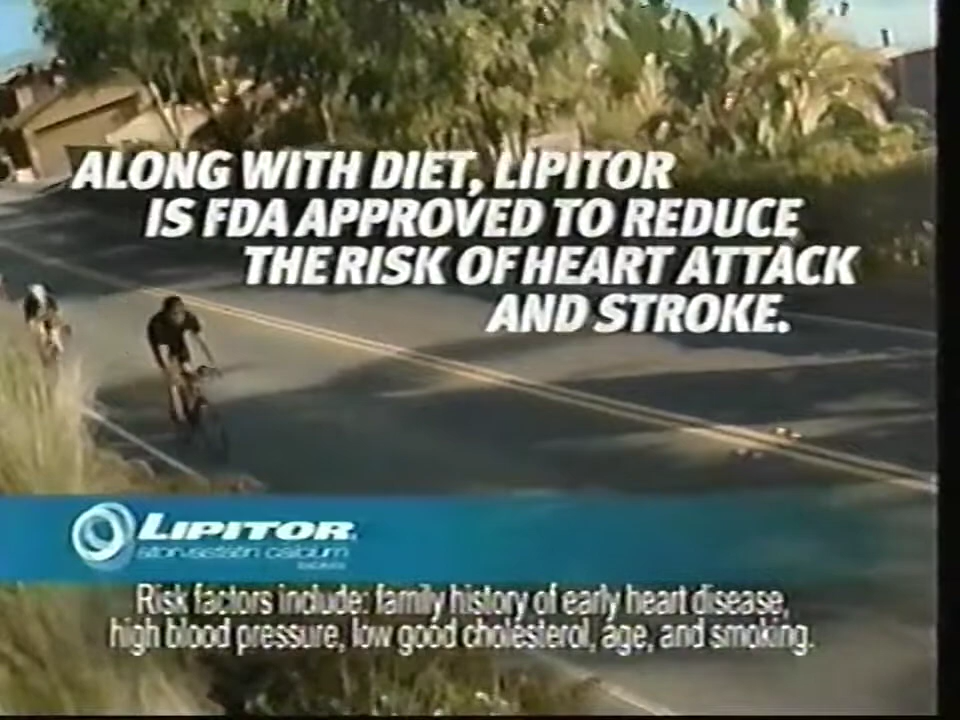 ALONG WITH DIET, LIPITOR
IS FDA APPROVED TO REDUCE
THE RISK OF HEART ATTACK
AND STROKE.
LIPITOR
atorvastatin calcium
Risk factors include: family history of early heart disease,
high blood pressure, low good cholesterol, age, and smoking.